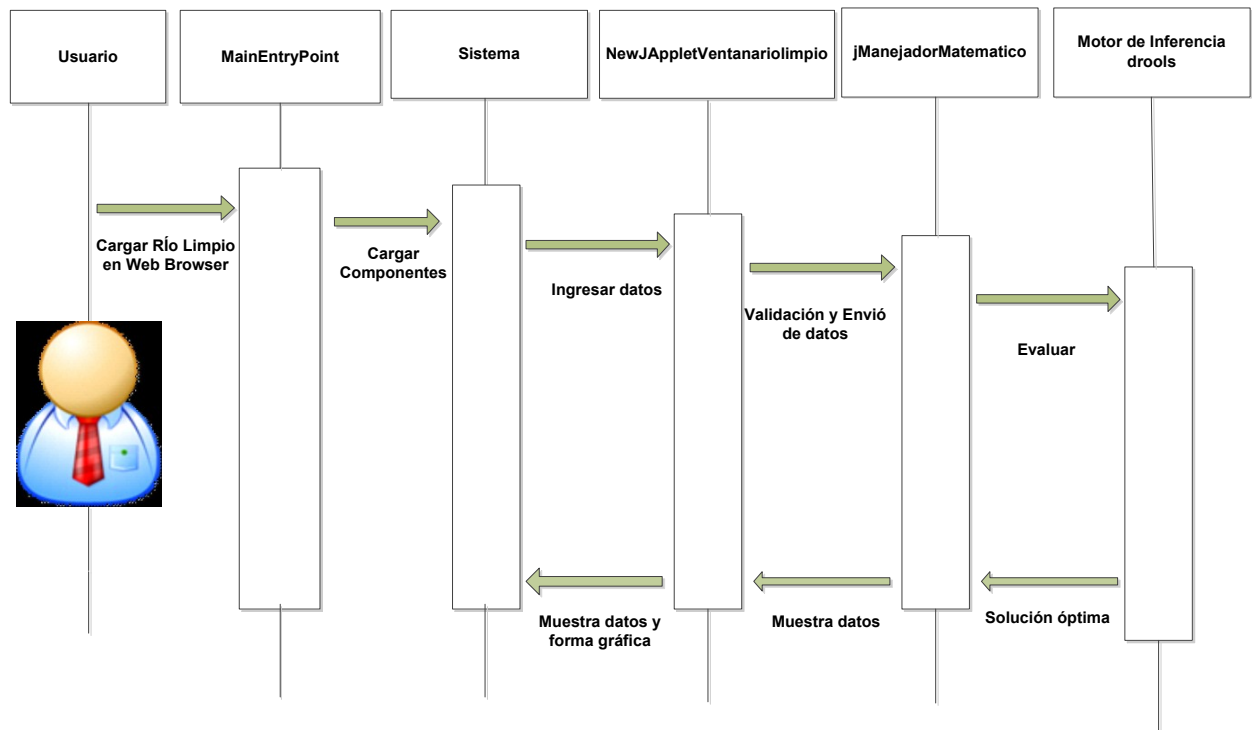 Usuario
MainEntryPoint
Sistema
NewJAppletVentanariolimpio
jManejadorMatematico
Motor de Inferencia
drools
Cargar RÍo Limpio
en Web Browser
Cargar
Componentes
Ingresar datos
Validación y Envió
de datos
Evaluar
Muestra datos y
forma gráfica
Muestra datos
Solución óptima